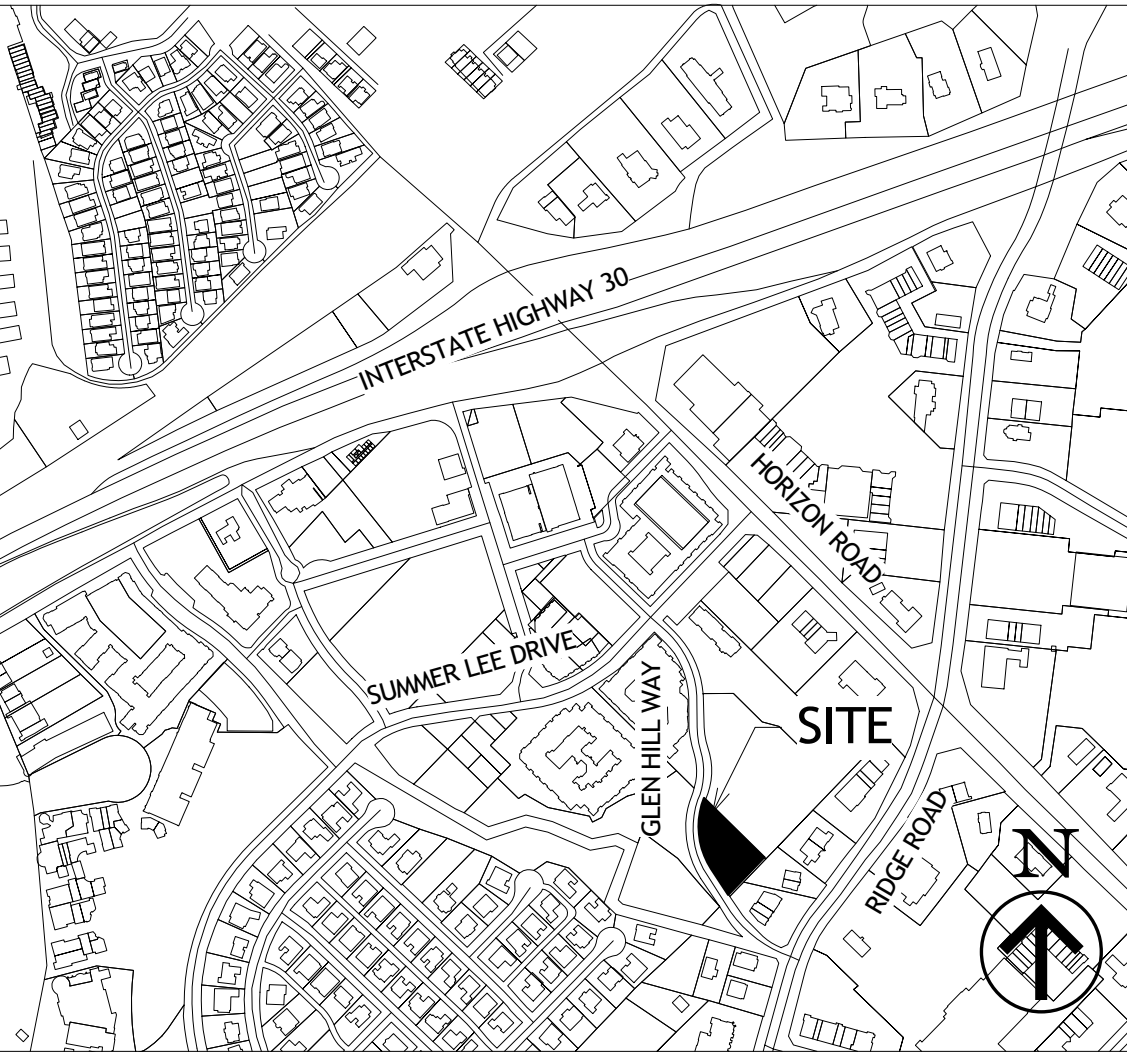 INTERSTATE HIGHWAY 30
HORIZON ROAD
SUMMER LEE DRIVE
GLEN HILL WAY
SITE
RIDGE ROAD
N